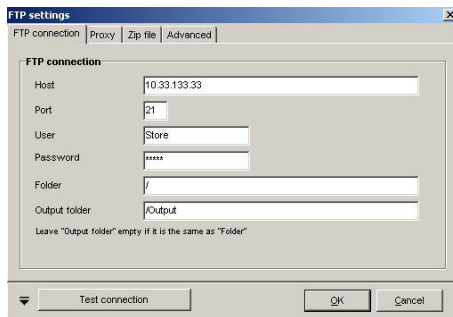 FTP settings
FTP connection Proxy Zip file Advanced
FTP connection
Host 10.33.133.33
Port 21
User Store
Password *****
Folder /
Output folder /Output
Leave "Output folder" empty if it is the same as "Folder"
Test connection OK Cancel